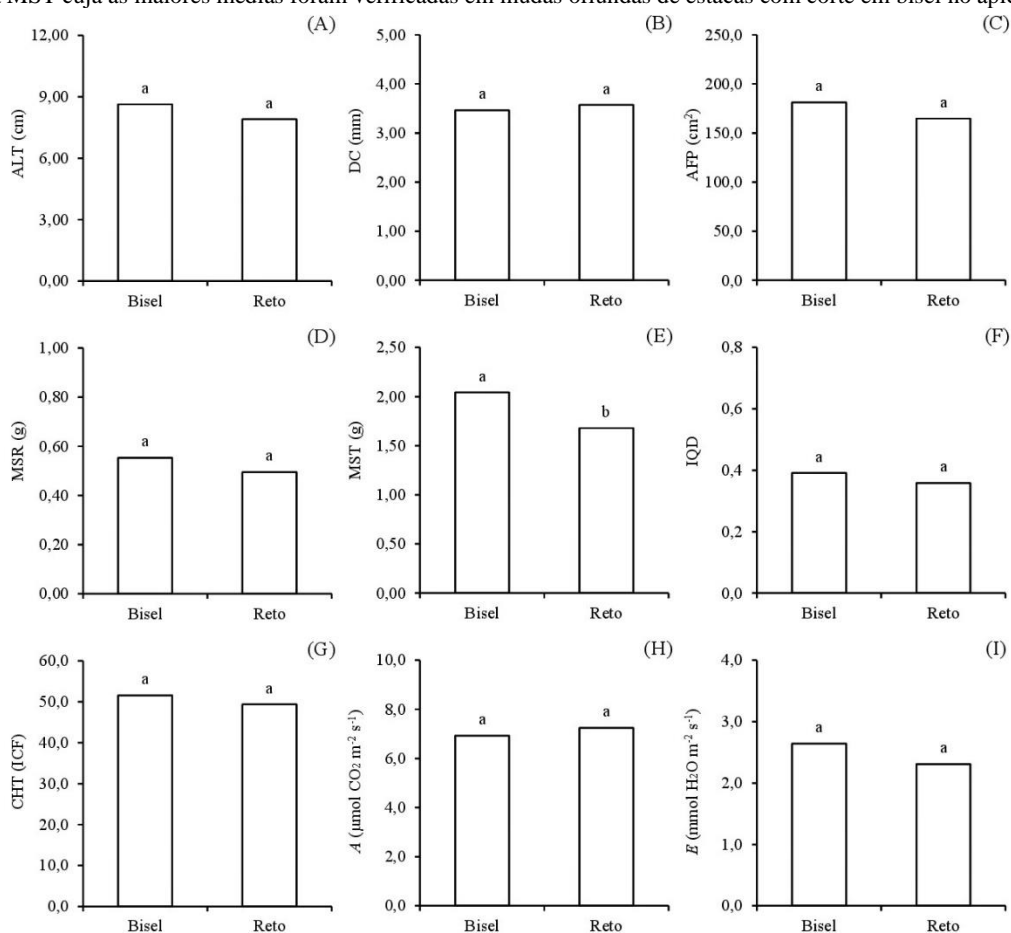 MST cuja as maiores médias foram verificadas em mudas oriundas de estacas com corte em bisel no
(A)
12,00
9,00
6,00
3,00
0,00
ALT (cm)
a
a
Bisel
Reto
(B)
5,00
4,00
3,00
2,00
1,00
0,00
DC (mm)
a
a
Bisel
Reto
(C)
250,0
200,0
150,0
100,0
50,0
0,0
AFP (cm²)
a
a
Bisel
Reto
(D)
1,00
0,80
0,60
0,40
0,20
0,00
MSR (g)
a
a
Bisel
Reto
(E)
2,50
2,00
1,50
1,00
0,50
0,00
MST (g)
a
b
Bisel
Reto
(F)
0,8
0,6
0,4
0,2
0,0
IQD
a
a
Bisel
Reto
(G)
60,0
50,0
40,0
30,0
20,0
10,0
0,0
CHT (ICF)
a
a
Bisel
Reto
(H)
10,0
8,0
6,0
4,0
2,0
0,0
A (µmol CO₂ m⁻² s⁻¹)
a
a
Bisel
Reto
(I)
4,0
3,0
2,0
1,0
0,0
E (mmol H₂O m⁻² s⁻¹)
a
a
Bisel
Reto